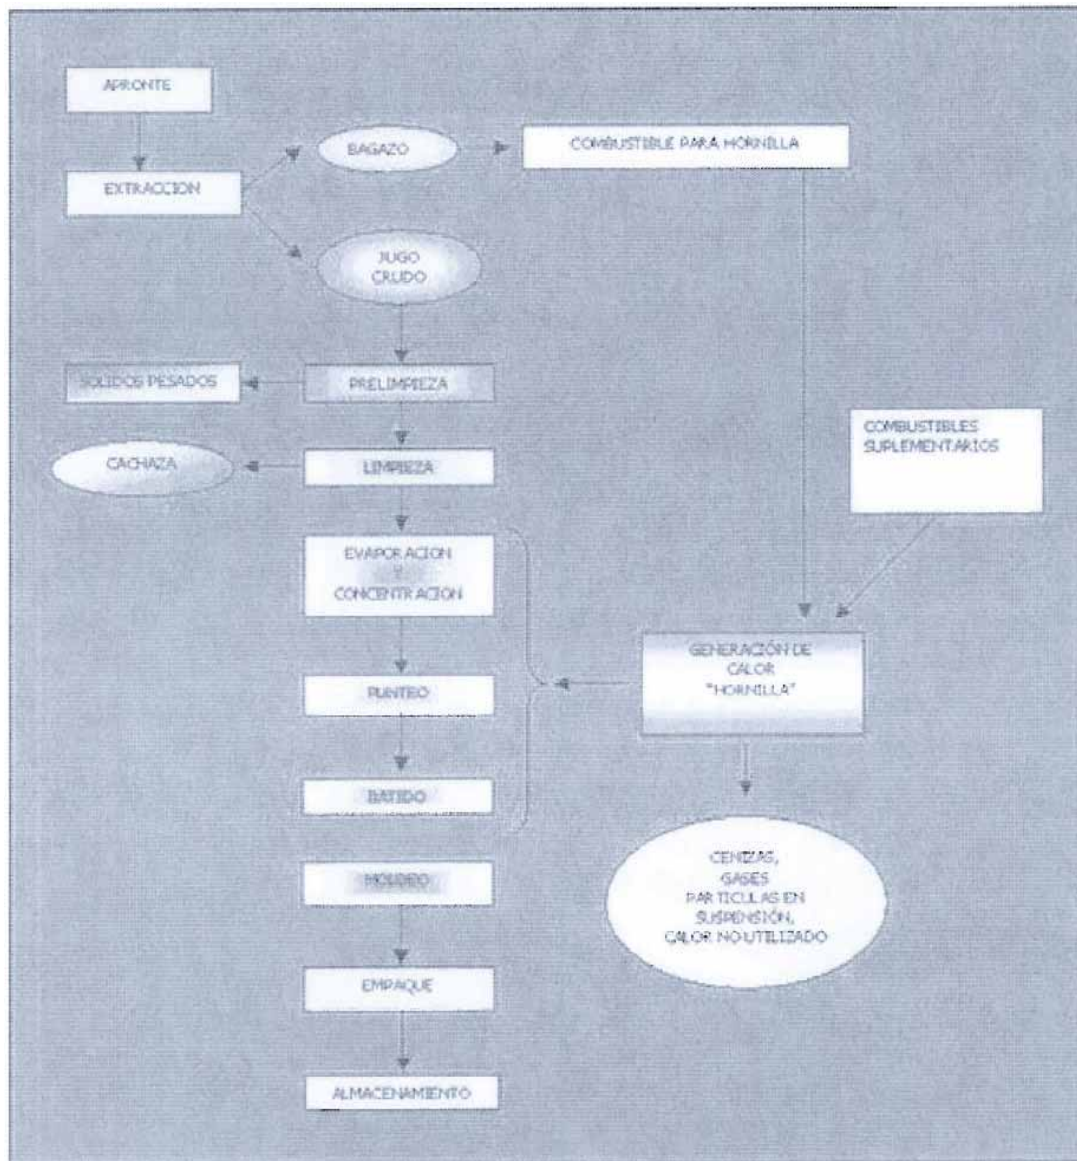 APRONTE
EXTRACCION
BAGAZO
COMBUSTIBLE PARA HORNILLA
JUGO
CRUDO
SOLIDOS PESADOS
PRELIMPIEZA
CACHAZA
LIMPIEZA
COMBUSTIBLES
SUPLEMENTARIOS
EVAPORACION
Y
CONCENTRACION
GENERACIÓN DE
CALOR
"HORNILLA"
PUNTEO
BATIDO
MOLDEO
CENIZAS,
GASES
PARTICULAS EN
SUSPENSIÓN,
CALOR NO UTILIZADO
EMPAQUE
ALMACENAMIENTO